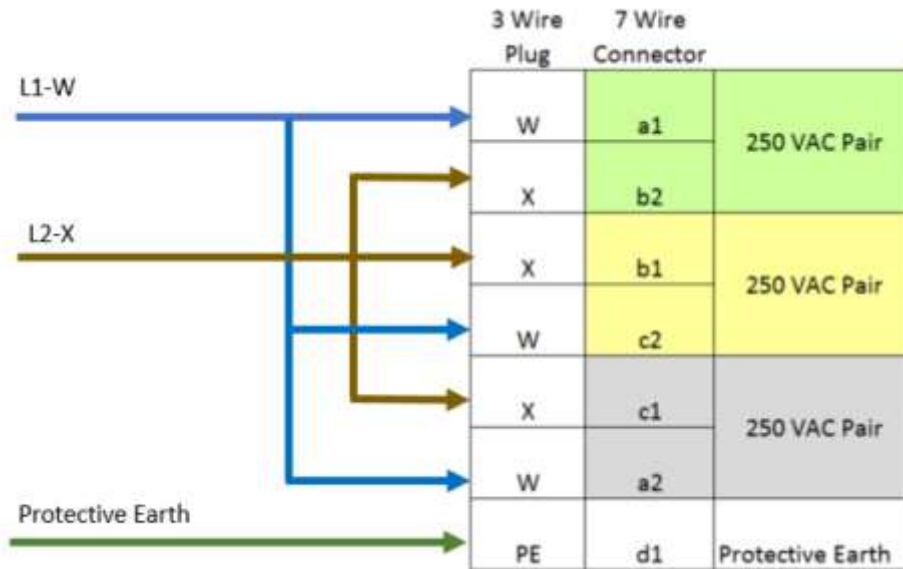 3 Wire Plug
7 Wire Connector
L1-W
W a1
250 VAC Pair
X b2
L2-X
X b1
250 VAC Pair
W c2
X c1
250 VAC Pair
W a2
Protective Earth
PE d1 Protective Earth